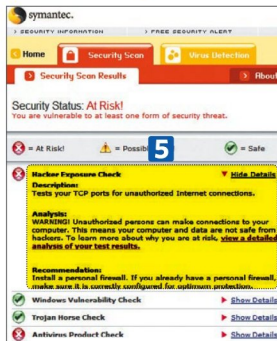 symantec.
> SECURITY INFORMATION > FREE SECURITY ALERT
Home Security Scan Virus Detection
Security Scan Results About
Security Status: At Risk!
You are vulnerable to at least one form of security threat.
= At Risk! = Possibl 5 = Safe
Hacker Exposure Check Hide Details
Description:
Tests your TCP ports for unauthorized Internet connections.
Analysis:
WARNING! Unauthorized persons can make connections to your
computer. This means your computer and data are not safe from
hackers. To learn more about why you are at risk, view a detailed
analysis of your test results.
Recommendation:
Install a personal firewall. If you already have a personal firewall,
make sure it is correctly configured for optimum protection.
Windows Vulnerability Check Show Details
Trojan Horse Check Show Details
Antivirus Product Check Show Details